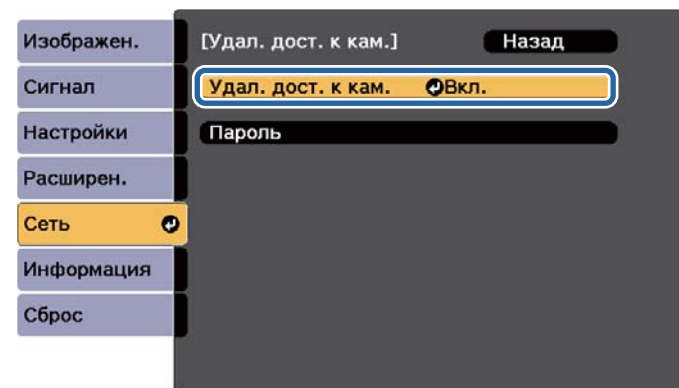 Изображен.
Сигнал
Настройки
Расширен.
Сеть
Информация
Сброс
[Удал. дост. к кам.] Назад
Удал. дост. к кам. Вкл.
Пароль